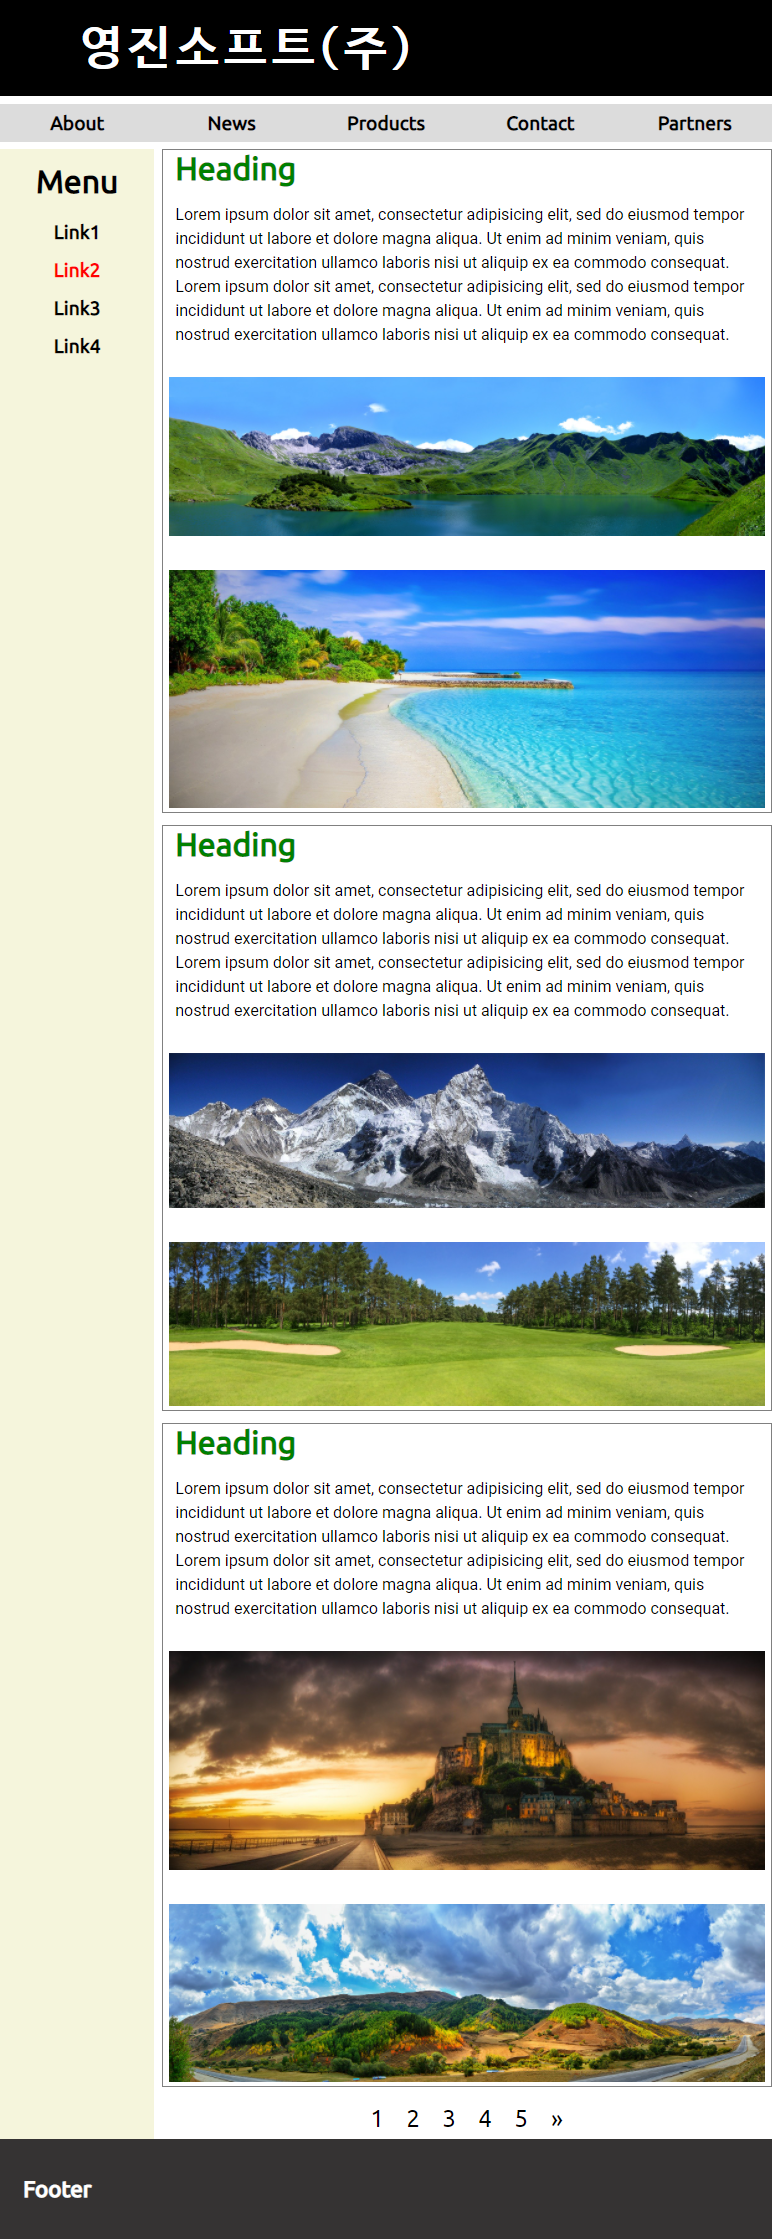 영진소프트(주)
About News Products Contact Partners
Menu
Link1
Link2
Link3
Link4
Heading
Lorem ipsum dolor sit amet, consectetur adipisicing elit, sed do eiusmod tempor
incididunt ut labore et dolore magna aliqua. Ut enim ad minim veniam, quis
nostrud exercitation ullamco laboris nisi ut aliquip ex ea commodo consequat.
Lorem ipsum dolor sit amet, consectetur adipisicing elit, sed do eiusmod tempor
incididunt ut labore et dolore magna aliqua. Ut enim ad minim veniam, quis
nostrud exercitation ullamco laboris nisi ut aliquip ex ea commodo consequat.
Heading
Lorem ipsum dolor sit amet, consectetur adipisicing elit, sed do eiusmod tempor
incididunt ut labore et dolore magna aliqua. Ut enim ad minim veniam, quis
nostrud exercitation ullamco laboris nisi ut aliquip ex ea commodo consequat.
Lorem ipsum dolor sit amet, consectetur adipisicing elit, sed do eiusmod tempor
incididunt ut labore et dolore magna aliqua. Ut enim ad minim veniam, quis
nostrud exercitation ullamco laboris nisi ut aliquip ex ea commodo consequat.
Heading
Lorem ipsum dolor sit amet, consectetur adipisicing elit, sed do eiusmod tempor
incididunt ut labore et dolore magna aliqua. Ut enim ad minim veniam, quis
nostrud exercitation ullamco laboris nisi ut aliquip ex ea commodo consequat.
Lorem ipsum dolor sit amet, consectetur adipisicing elit, sed do eiusmod tempor
incididunt ut labore et dolore magna aliqua. Ut enim ad minim veniam, quis
nostrud exercitation ullamco laboris nisi ut aliquip ex ea commodo consequat.
1 2 3 4 5 »
Footer